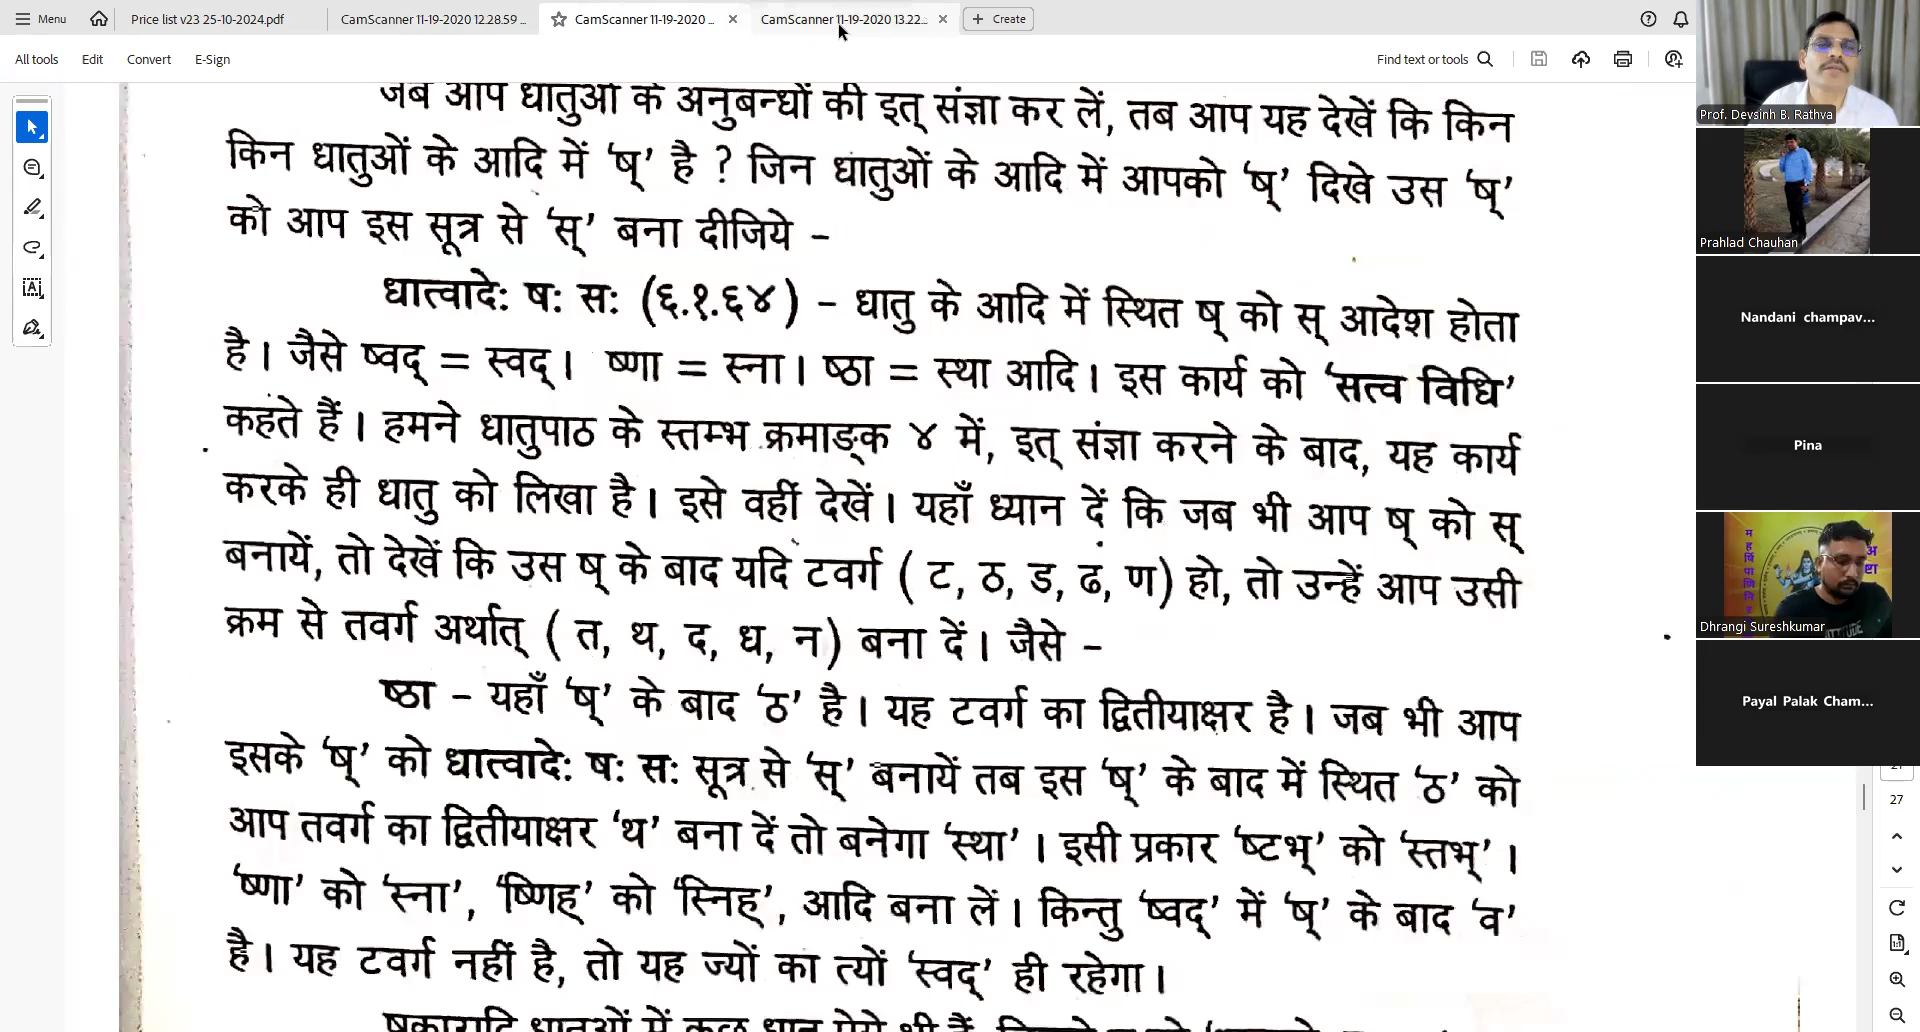 Menu
Price list v23 25-10-2024.pdf
CamScanner 11-19-2020 12.28.59 ...
CamScanner 11-19-2020 ...
CamScanner 11-19-2020 13.22...
Create
All tools
Edit
Convert
E-Sign
Find text or tools
जब आप धातुओं के अनुबन्धों की इत् संज्ञा कर लें, तब आप यह देखें कि किन
किन धातुओं के आदि में ‘ष्’ है ? जिन धातुओं के आदि में आपको ‘ष्’ दिखे उस ‘ष्’
को आप इस सूत्र से ‘स्’ बना दीजिये –
धात्वादेः षः सः (६.१.६४) – धातु के आदि में स्थित ष् को स् आदेश होता
है। जैसे ष्वद् = स्वद्। ष्णा = स्ना। ष्ठा = स्था आदि। इस कार्य को ‘सत्व विधि’
कहते हैं। हमने धातुपाठ के स्तम्भ क्रमाङ्क ४ में, इत् संज्ञा करने के बाद, यह कार्य
करके ही धातु को लिखा है। इसे वहीं देखें। यहाँ ध्यान दें कि जब भी आप ष् को स्
बनायें, तो देखें कि उस ष् के बाद यदि टवर्ग ( ट, ठ, ड, ढ, ण) हो, तो उन्हें आप उसी
क्रम से तवर्ग अर्थात् ( त, थ, द, ध, न) बना दें। जैसे –
ष्ठा – यहाँ ‘ष्’ के बाद ‘ठ’ है। यह टवर्ग का द्वितीयाक्षर है। जब भी आप
इसके ‘ष्’ को धात्वादेः षः सः सूत्र से ‘स्’ बनायें तब इस ‘ष्’ के बाद में स्थित ‘ठ’ को
आप तवर्ग का द्वितीयाक्षर ‘थ’ बना दें तो बनेगा ‘स्था’। इसी प्रकार ‘ष्टभ्’ को ‘स्तभ्’।
‘ष्णा’ को ‘स्ना’, ‘ष्णिह्’ को ‘स्निह्’, आदि बना लें। किन्तु ‘ष्वद्’ में ‘ष्’ के बाद ‘व’
है। यह टवर्ग नहीं है, तो यह ज्यों का त्यों ‘स्वद्’ ही रहेगा।
Prof. Devsinh B. Rathva
Prahlad Chauhan
Nandani champav...
Pina
Dhrangi Sureshkumar
Payal Palak Cham...
27